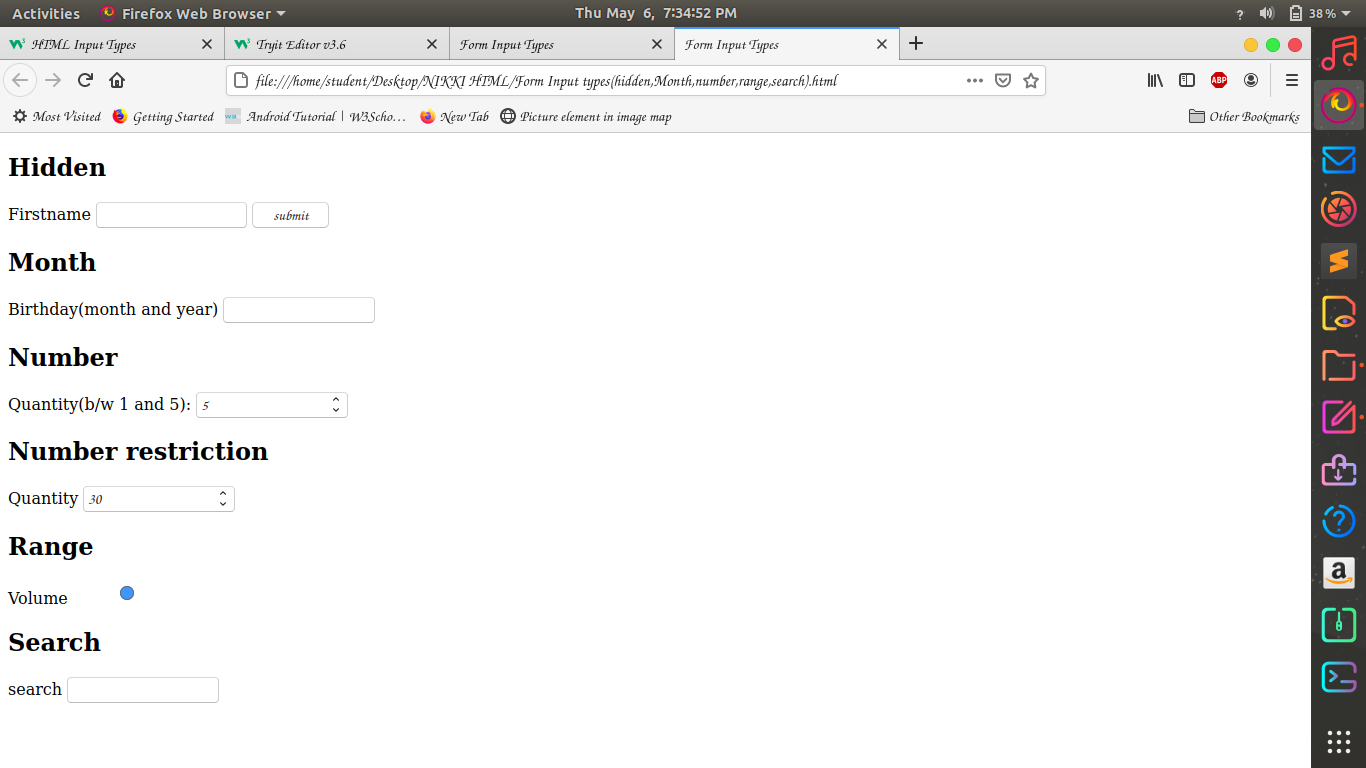 Activities Firefox Web Browser Thu May 6, 7:34:52 PM ? 38%
HTML Input Types Tryit Editor v3.6 Form Input Types Form Input Types
file:///home/student/Desktop/NIKKI HTML/Form Input types(hidden,Month,number,range,search).html ABP
Most Visited Getting Started Android Tutorial | W3Scho… New Tab Picture element in image map Other Bookmarks
Hidden
Firstname submit
Month
Birthday(month and year)
Number
Quantity(b/w 1 and 5): 5
Number restriction
Quantity 30
Range
Volume
Search
search